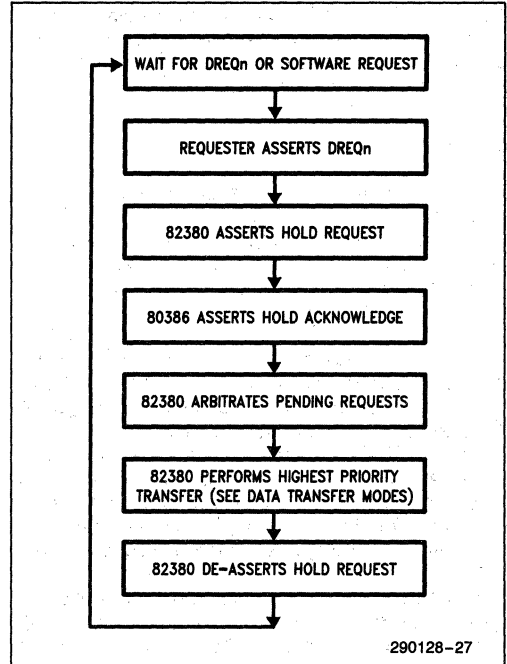 WAIT FOR DREQn OR SOFTWARE REQUEST
REQUESTER ASSERTS DREQn
82380 ASSERTS HOLD REQUEST
80386 ASSERTS HOLD ACKNOWLEDGE
82380 ARBITRATES PENDING REQUESTS
82380 PERFORMS HIGHEST PRIORITY
TRANSFER (SEE DATA TRANSFER MODES)
82380 DE-ASSERTS HOLD REQUEST
290128-27